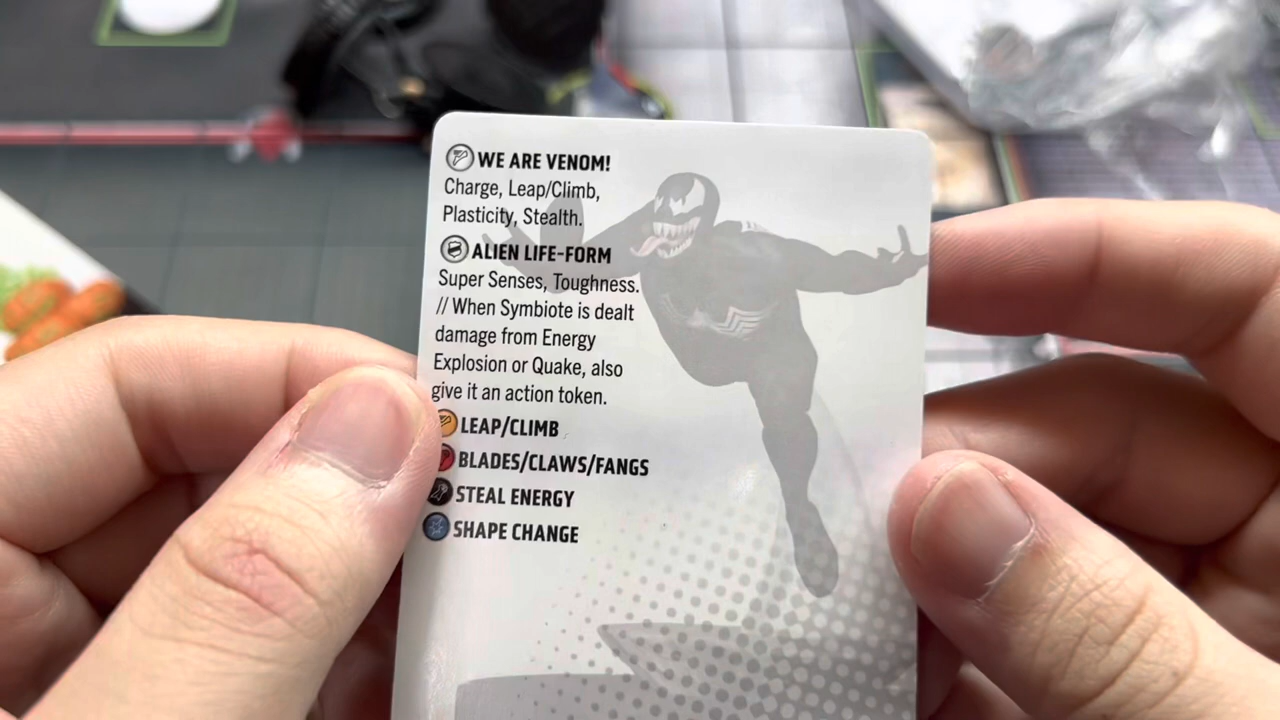 WE ARE VENOM!
Charge, Leap/Climb,
Plasticity, Stealth.
ALIEN LIFE-FORM
Super Senses, Toughness.
// When Symbiote is dealt
damage from Energy
Explosion or Quake, also
give it an action token.
LEAP/CLIMB
BLADES/CLAWS/FANGS
STEAL ENERGY
SHAPE CHANGE